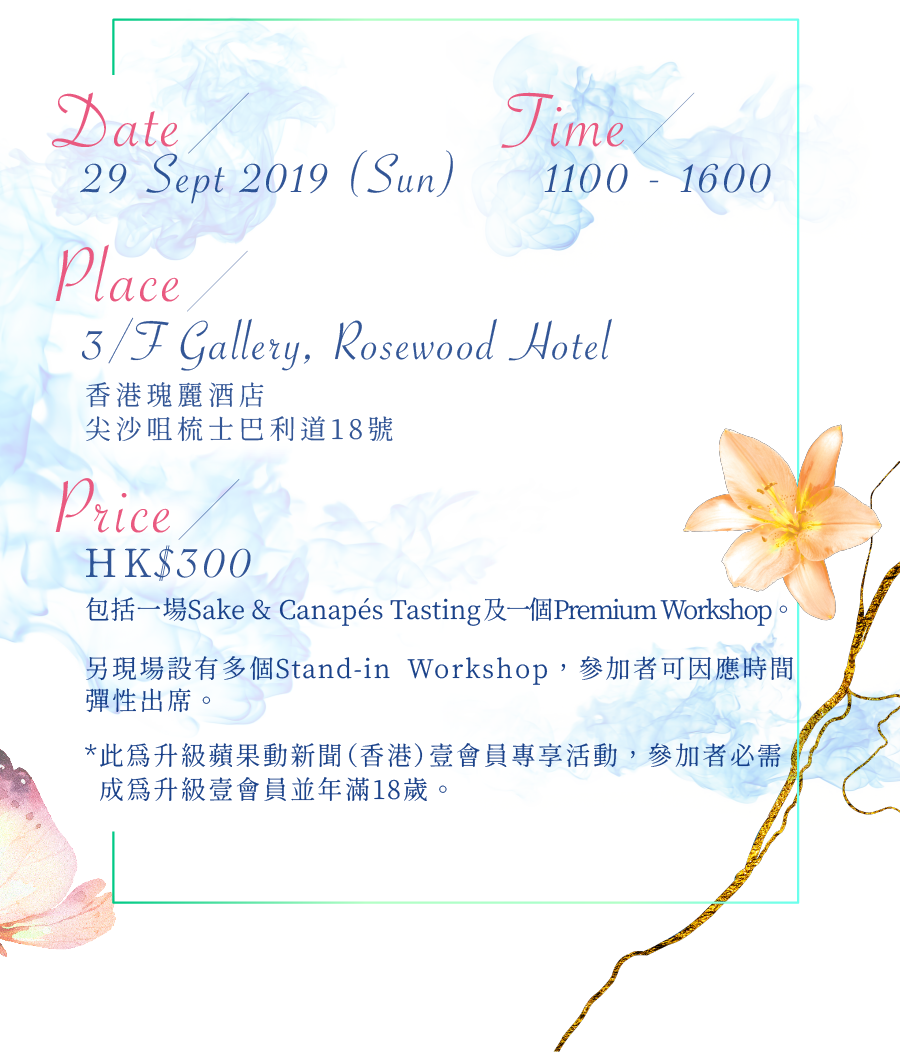 Date
29 Sept 2019 (Sun)
Time
1100 - 1600
Place
3/F Gallery, Rosewood Hotel
香港瑰麗酒店
尖沙咀梳士巴利道18號
Price
HK$300
包括一場Sake & Canapés Tasting及一個Premium Workshop。
另現場設有多個Stand-in Workshop，參加者可因應時間
彈性出席。
*此爲升級蘋果動新聞(香港)壹會員專享活動，參加者必需
成爲升級壹會員並年滿18歲。